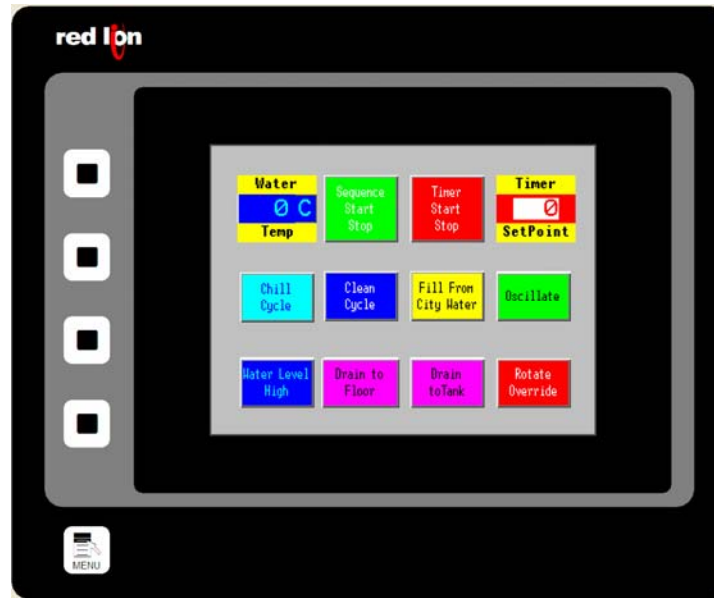 red lion
Water
0 C
Temp
Sequence
Start
Stop
Timer
Start
Stop
Timer
0
SetPoint
Chill
Cycle
Clean
Cycle
Fill From
City Water
Oscillate
Water Level
High
Drain to
Floor
Drain
toTank
Rotate
Override
MENU